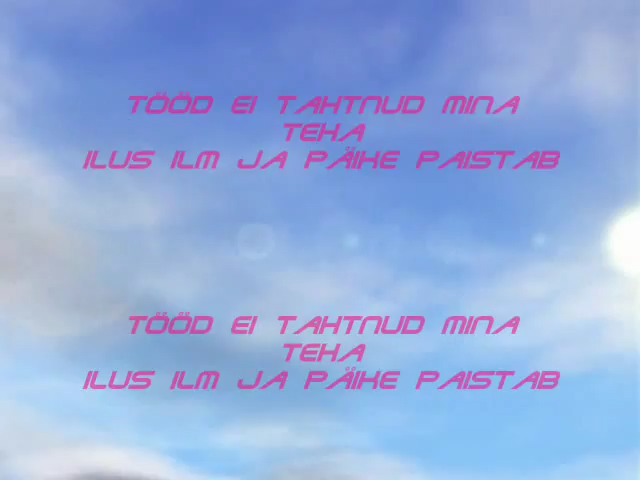 TÖÖD EI TAHTNUD MINA
TEHA
ILUS ILM JA PÄIKE PAISTAB
TÖÖD EI TAHTNUD MINA
TEHA
ILUS ILM JA PÄIKE PAISTAB